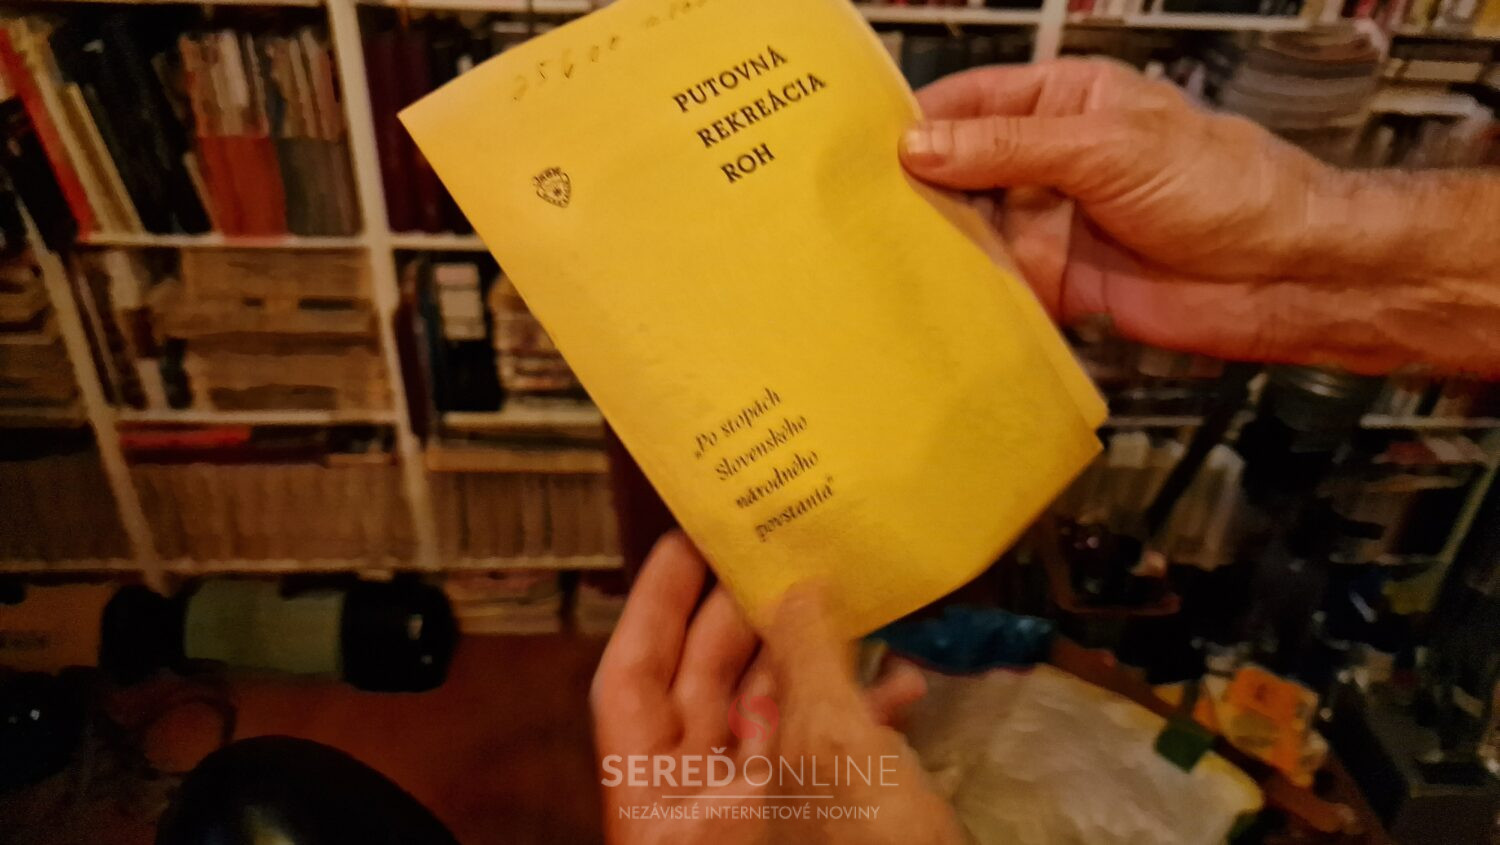 PUTOVNÁ
REKREÁCIA
ROH
„Po stopách
Slovenského
národného
povstania"
SEREĎONLINE
NEZÁVISLÉ INTERNETOVÉ NOVINY